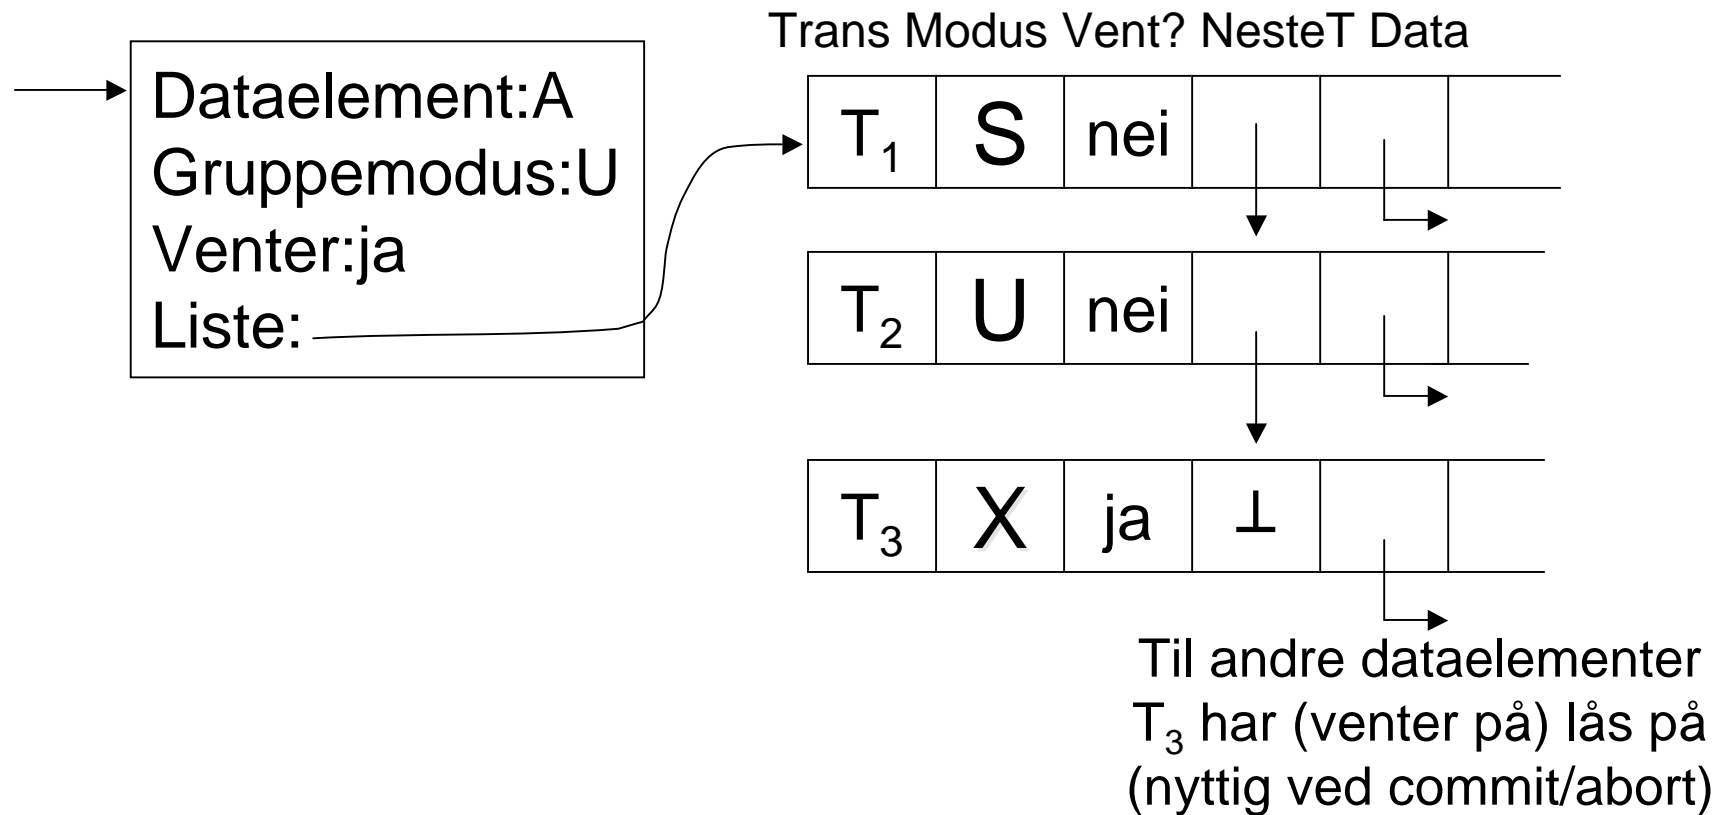 Trans Modus Vent? NesteT Data
Dataelement:A
Gruppemodus:U
Venter:ja
Liste:
T₁ S nei
T₂ U nei
T₃ X ja ⊥
Til andre dataelementer
T₃ har (venter på) lås på
(nyttig ved commit/abort)